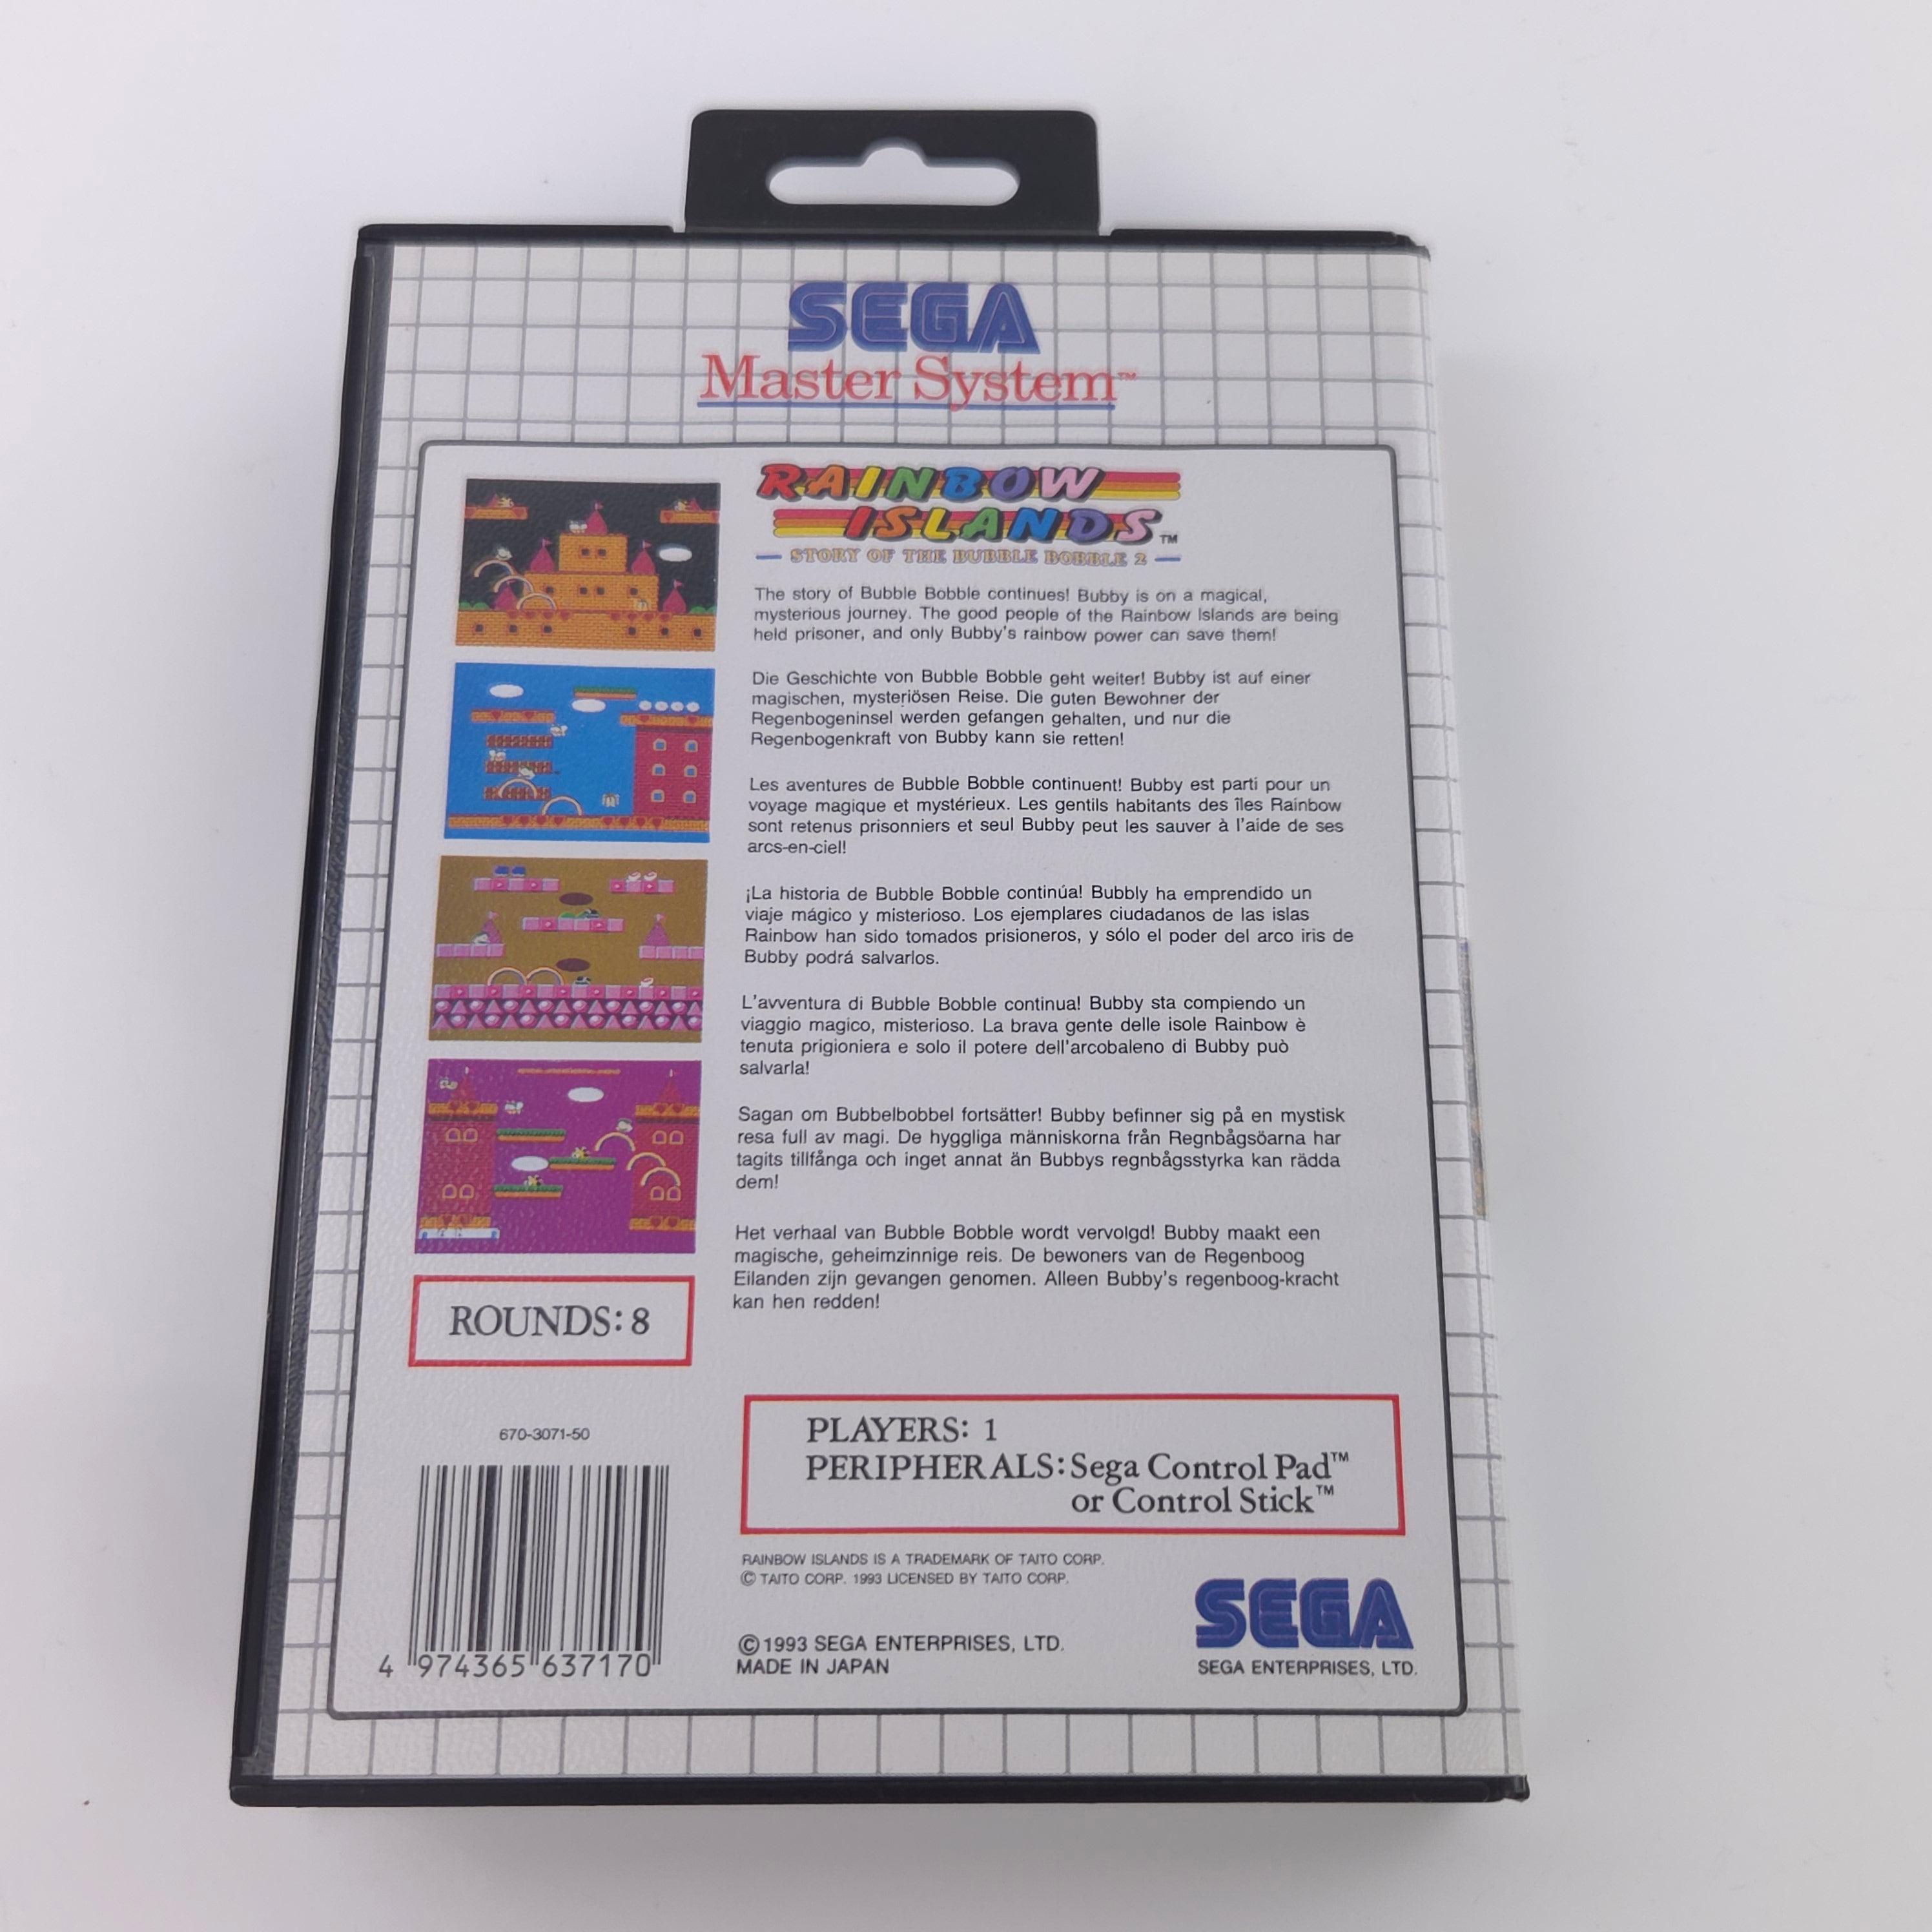 SEGA
Master System™
RAINBOW
ISLANDS™
STORY OF THE BUBBLE BOBBLE 2
The story of Bubble Bobble continues! Bubby is on a magical,
mysterious journey. The good people of the Rainbow Islands are being
held prisoner, and only Bubby's rainbow power can save them!
Die Geschichte von Bubble Bobble geht weiter! Bubby ist auf einer
magischen, mysteriösen Reise. Die guten Bewohner der
Regenbogeninsel werden gefangen gehalten, und nur die
Regenbogenkraft von Bubby kann sie retten!
Les aventures de Bubble Bobble continuent! Bubby est parti pour un
voyage magique et mystérieux. Les gentils habitants des îles Rainbow
sont retenus prisonniers et seul Bubby peut les sauver à l'aide de ses
arcs-en-ciel!
¡La historia de Bubble Bobble continúa! Bubbly ha emprendido un
viaje mágico y misterioso. Los ejemplares ciudadanos de las islas
Rainbow han sido tomados prisioneros, y sólo el poder del arco iris de
Bubby podrá salvarlos.
L'avventura di Bubble Bobble continua! Bubby sta compiendo un
viaggio magico, misterioso. La brava gente delle isole Rainbow è
tenuta prigioniera e solo il potere dell'arcobaleno di Bubby può
salvarla!
Sagan om Bubbelbobbel fortsätter! Bubby befinner sig på en mystisk
resa full av magi. De hyggliga människorna från Regnbågsöarna har
tagits tillfånga och inget annat än Bubbys regnbågsstyrka kan rädda
dem!
Het verhaal van Bubble Bobble wordt vervolgd! Bubby maakt een
magische, geheimzinnige reis. De bewoners van de Regenboog
Eilanden zijn gevangen genomen. Alleen Bubby's regenboog-kracht
kan hen redden!
ROUNDS: 8
670-3071-50
4 974365 637170
PLAYERS: 1
PERIPHERALS: Sega Control Pad™
or Control Stick™
RAINBOW ISLANDS IS A TRADEMARK OF TAITO CORP.
© TAITO CORP. 1993 LICENSED BY TAITO CORP.
© 1993 SEGA ENTERPRISES, LTD.
MADE IN JAPAN
SEGA
SEGA ENTERPRISES, LTD.